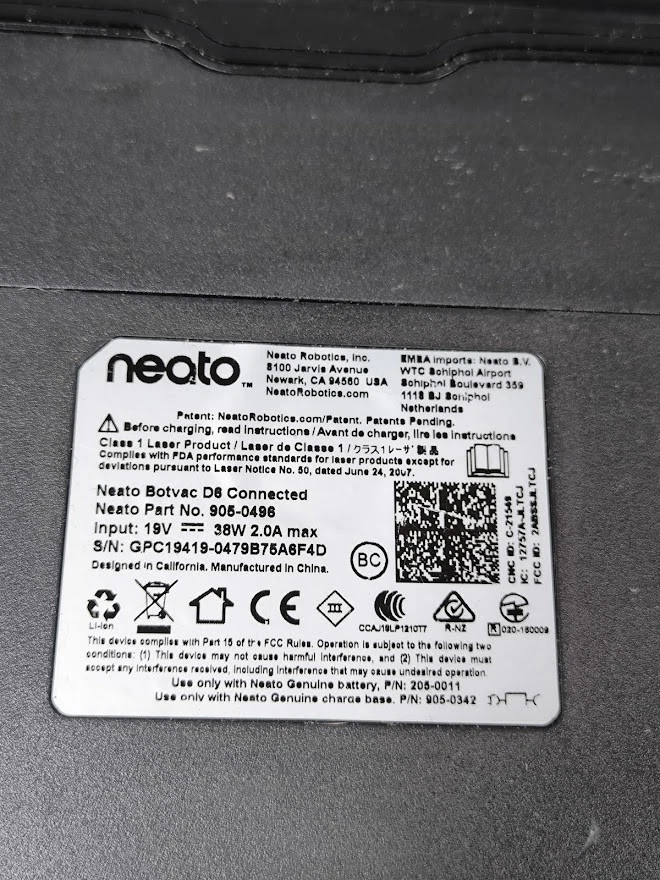 neato™
Neato Robotics, Inc.
8100 Jarvis Avenue
Newark, CA 94560 USA
NeatoRobotics.com
EMEA imports: Neato B.V.
WTC Schiphol Airport
Schiphol Boulevard 359
1118 BJ Schiphol
Netherlands
Patent: NeatoRobotics.com/Patent. Patents Pending.
Before charging, read instructions / Avant de charger, lire les instructions
Class 1 Laser Product / Laser de Classe 1 / クラス1レーザ製品
Complies with FDA performance standards for laser products except for
deviations pursuant to Laser Notice No. 50, dated June 24, 2007.
Neato Botvac D6 Connected
Neato Part No. 905-0496
Input: 19V 38W 2.0A max
S/N: GPC19419-0479B75A6F4D
Designed in California. Manufactured in China.
BC
CNC ID: C-21549
IC: 12757A-JLTCJ
FCC ID: 2ABSSJLTCJ
Li-ion
CE
III
CCAJ18LP1210T7
R-NZ
R 020-180009
This device complies with Part 15 of the FCC Rules. Operation is subject to the following two
conditions: (1) This device may not cause harmful interference, and (2) This device must
accept any interference received, including interference that may cause undesired operation.
Use only with Neato Genuine battery, P/N: 205-0011
Use only with Neato Genuine charge base, P/N: 905-0342